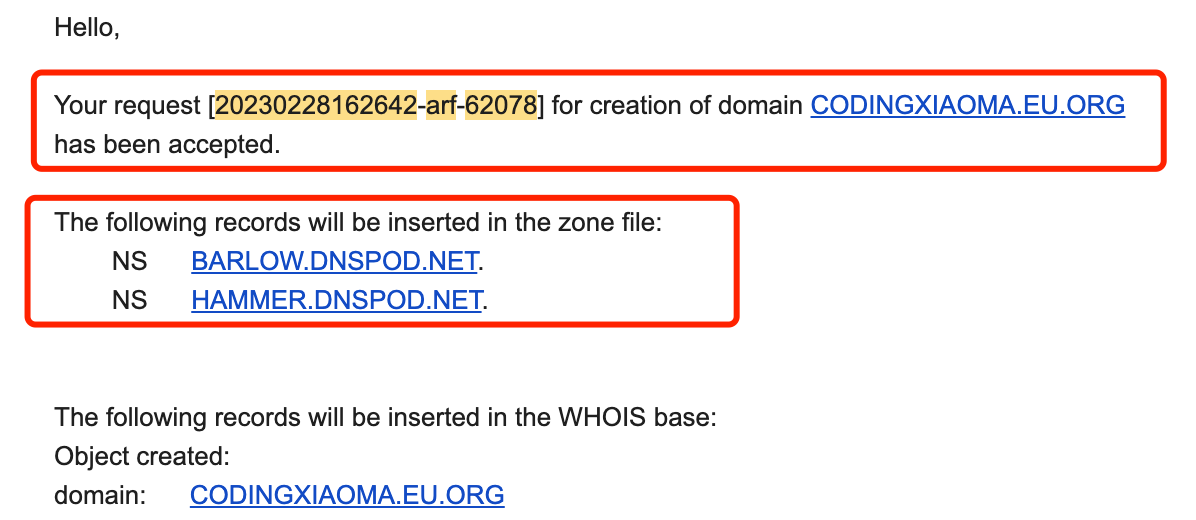 Hello,
Your request [20230228162642-arf-62078] for creation of domain CODINGXIAOMA.EU.ORG
has been accepted.
The following records will be inserted in the zone file:
NS BARLOW.DNSPOD.NET.
NS HAMMER.DNSPOD.NET.
The following records will be inserted in the WHOIS base:
Object created:
domain: CODINGXIAOMA.EU.ORG